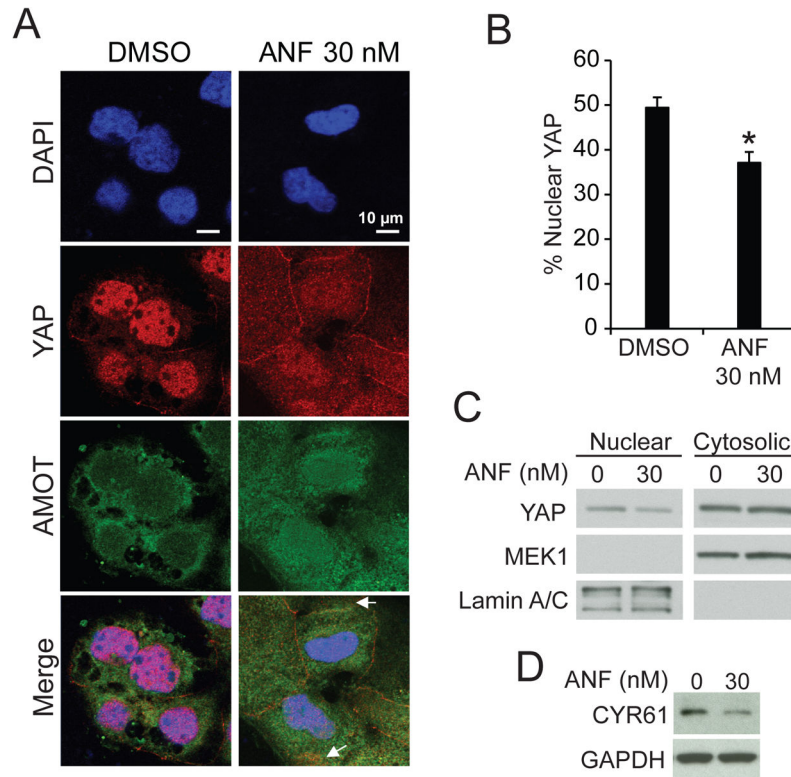 A
DMSO
ANF 30 nM
DAPI
10 µm
YAP
AMOT
Merge
B
% Nuclear YAP
60
50
40
30
20
10
0
*
DMSO
ANF
30 nM
C
Nuclear
Cytosolic
ANF (nM)
0
30
0
30
YAP
MEK1
Lamin A/C
D
ANF (nM)
0
30
CYR61
GAPDH